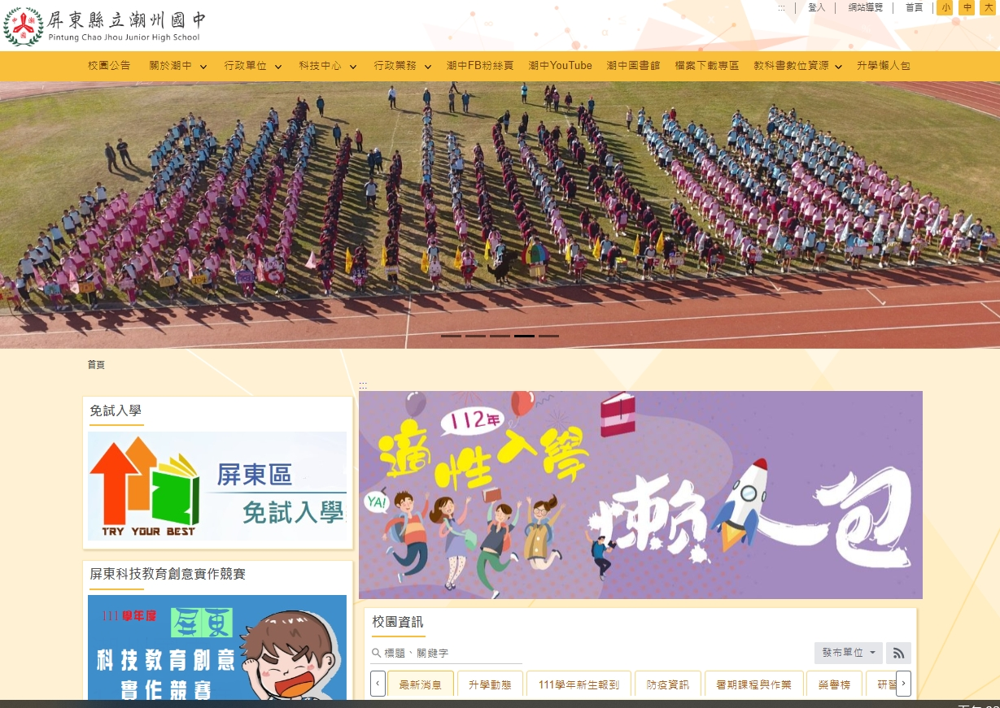 屏東縣立潮州國中
Pintung Chao Jhou Junior High School
:::
登入
網站導覽
首頁
小 中 大
校園公告 關於潮中 行政單位 科技中心 行政業務 潮中FB粉絲頁 潮中YouTube 潮中圖書館 檔案下載專區 教科書數位資源 升學懶人包
首頁
:::
免試入學
屏東區
免試入學
TRY YOUR BEST
112年
適性入學
YA!
懶人包
屏東科技教育創意實作競賽
111學年度
屏東
科技教育創意
實作競賽
校園資訊
標題、關鍵字
發布單位
最新消息 升學動態 111學年新生報到 防疫資訊 暑期課程與作業 榮譽榜 研習